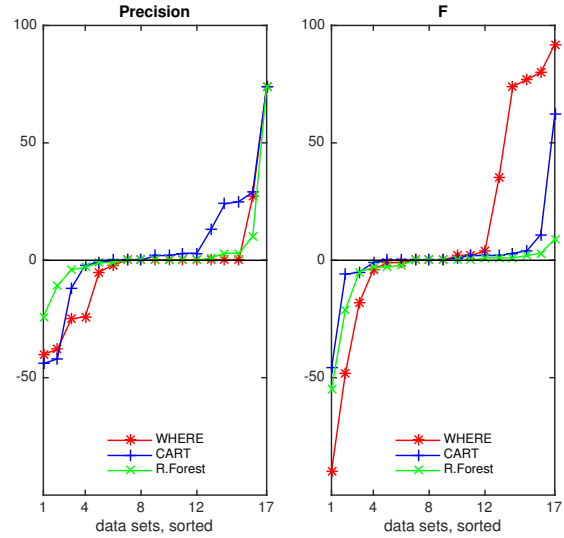 Precision
F
100
50
0
-50
WHERE
CART
R.Forest
1 4 8 12 17
data sets, sorted
100
50
0
-50
WHERE
CART
R.Forest
1 4 8 12 17
data sets, sorted